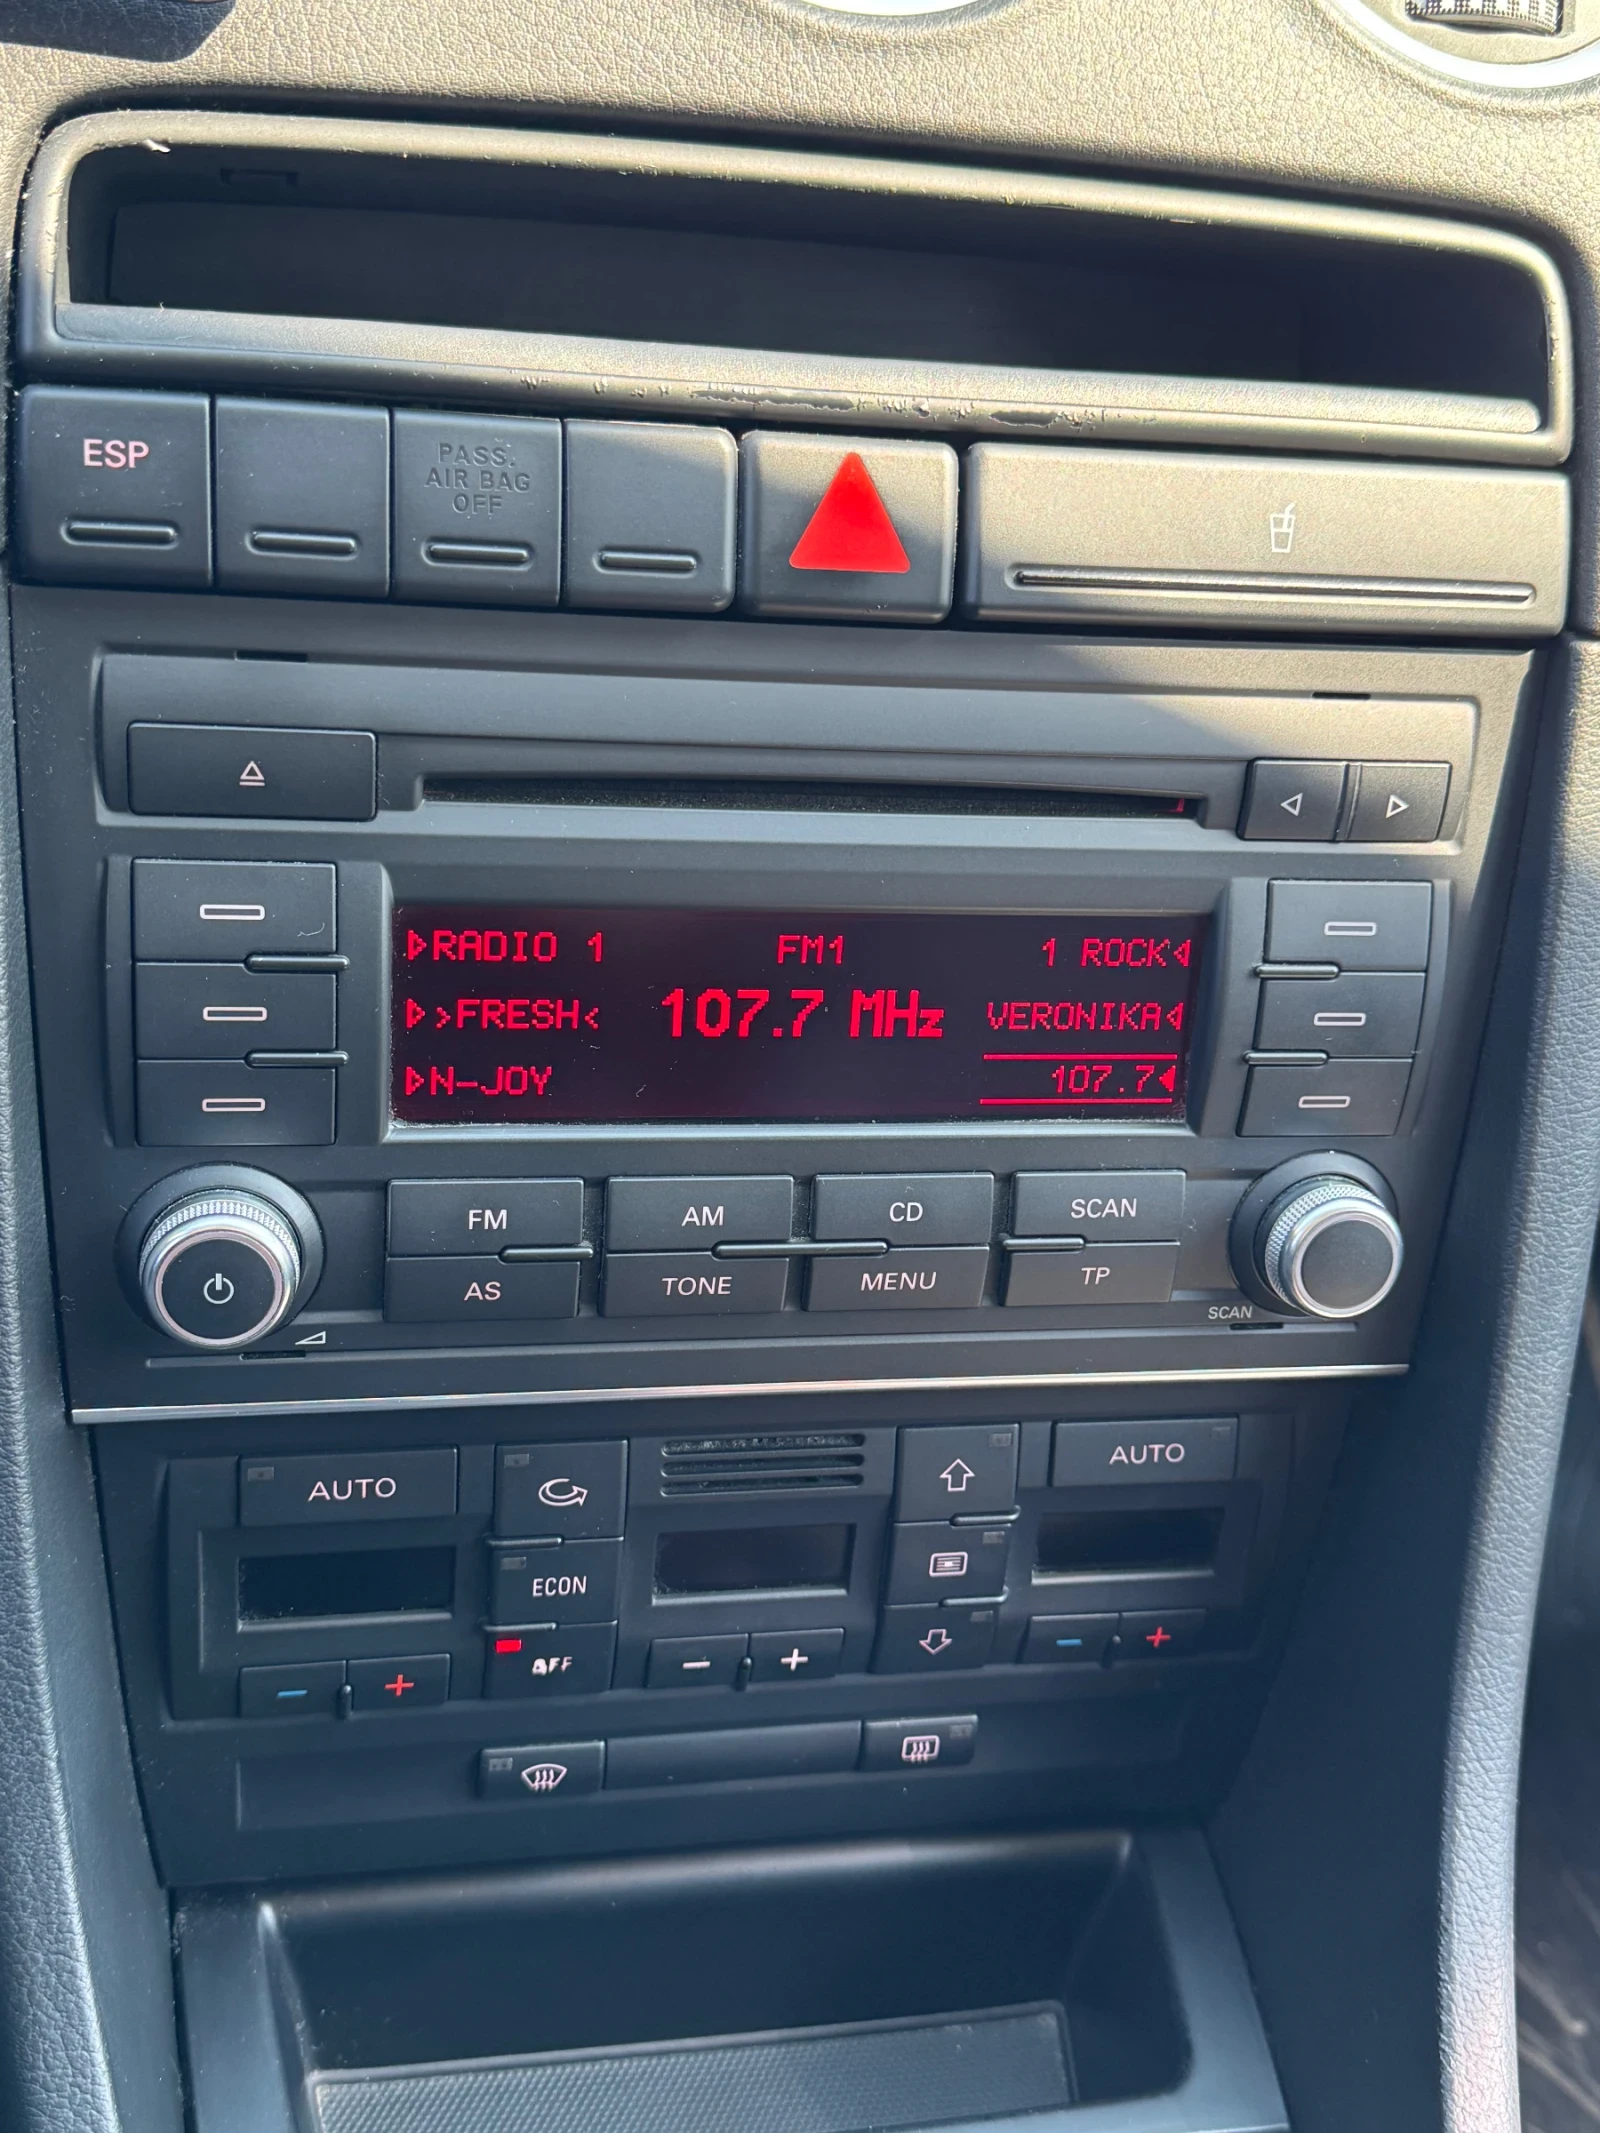 ESP
PASS.
AIR BAG
OFF
RADIO 1 FM1 1 ROCK
>FRESH< 107.7 MHz VERONIKA
N-JOY 107.7
FM AM CD SCAN
AS TONE MENU TP
SCAN
AUTO AUTO
ECON